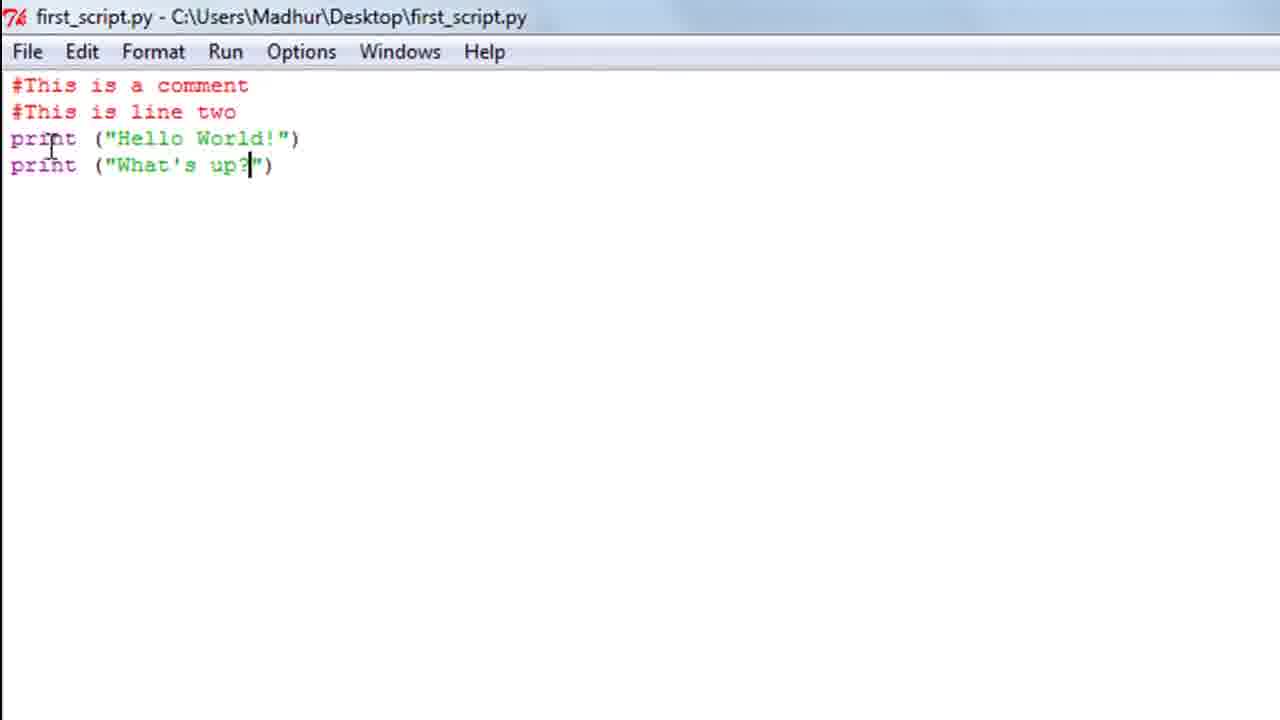 first_script.py - C:\Users\Madhur\Desktop\first_script.py
File Edit Format Run Options Windows Help
#This is a comment
#This is line two
print ("Hello World!")
print ("What's up?")